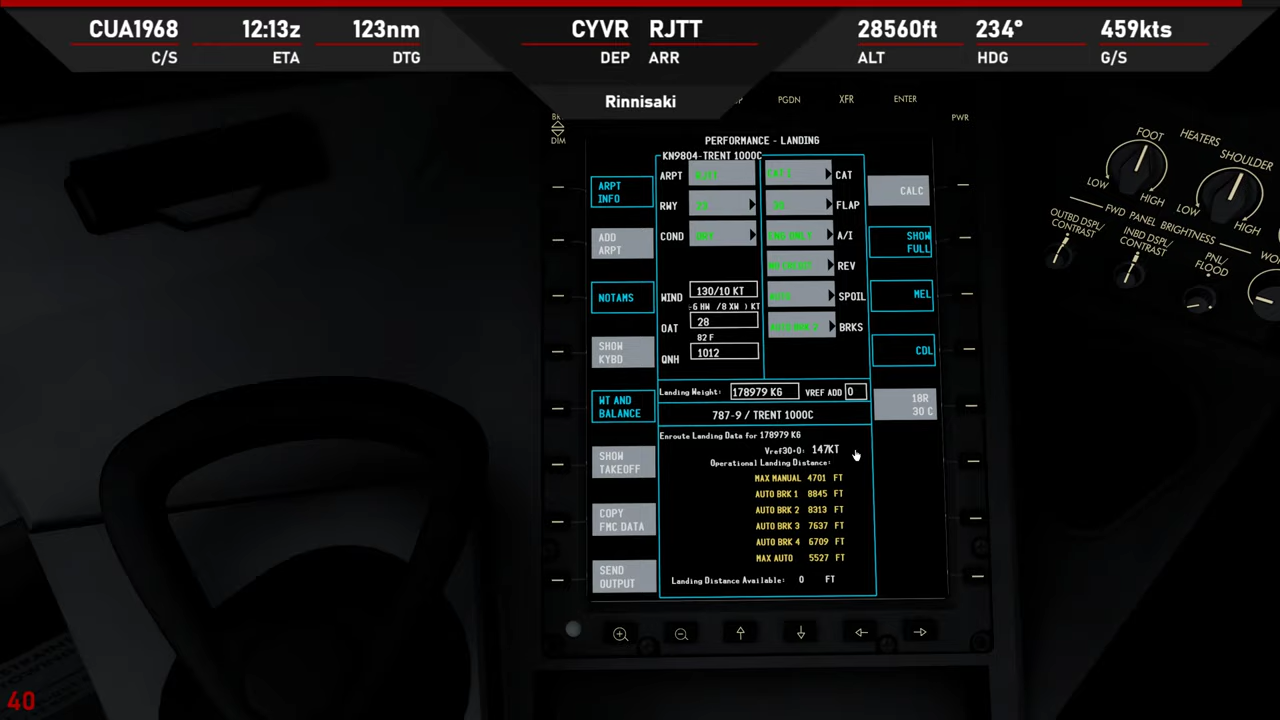 CUA1968 12:13z 123nm CYVR RJTT 28560ft 234° 459kts
C/S ETA DTG DEP ARR ALT HDG G/S
Rinnisaki
PGDN XFR ENTER
DIM PWR
PERFORMANCE - LANDING
KN9804-TRENT 1000C
ARPT INFO
ARPT CAT
CALC
RWY FLAP
ADD ARPT
COND A/I
SHOW FULL
REV
NOTAMS
WIND 130/10 KT SPOIL
MEL
OAT 28
AUTO BRK 2 BRKS
82 F
SHOW KYBD
QNH 1012
CDL
WT AND BALANCE
Landing Weight: 178979 KG VREF ADD 0
18R 30 C
787-9 / TRENT 1000C
Enroute Landing Data for 178979 KG
Vref30+0: 147KT
Operational Landing Distance:
SHOW TAKEOFF
MAX MANUAL 4701 FT
AUTO BRK 1 8845 FT
AUTO BRK 2 8313 FT
COPY FMC DATA
AUTO BRK 3 7637 FT
AUTO BRK 4 6709 FT
MAX AUTO 5527 FT
SEND OUTPUT
Landing Distance Available: 0 FT
HEATERS
FOOT SHOULDER
LOW HIGH LOW HIGH
FWD PANEL BRIGHTNESS
OUTBD DSPL/ CONTRAST
INBD DSPL/ CONTRAST
PNL/ FLOOD
40